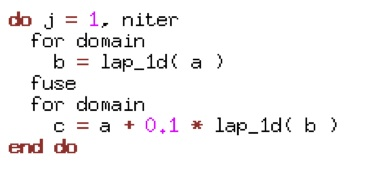 do j = 1, niter
  for domain
    b = lap_1d( a )
  fuse
  for domain
    c = a + 0.1 * lap_1d( b )
end do